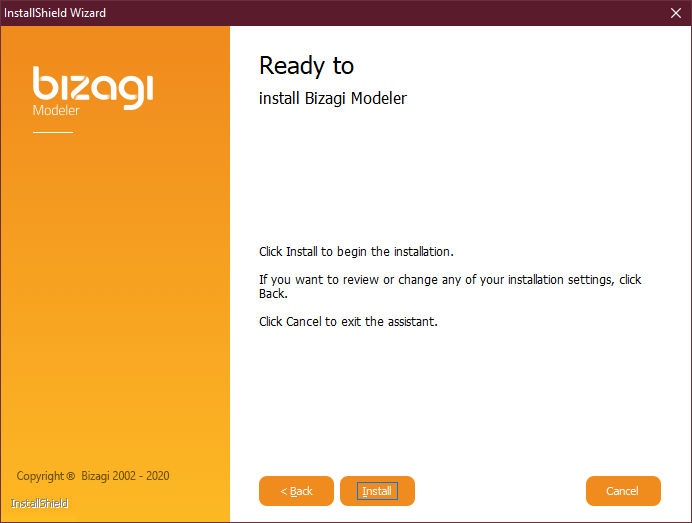 InstallShield Wizard
bizagi
Modeler
Ready to
install Bizagi Modeler
Click Install to begin the installation.
If you want to review or change any of your installation settings, click
Back.
Click Cancel to exit the assistant.
Copyright ® Bizagi 2002 - 2020
InstallShield
< Back
Install
Cancel